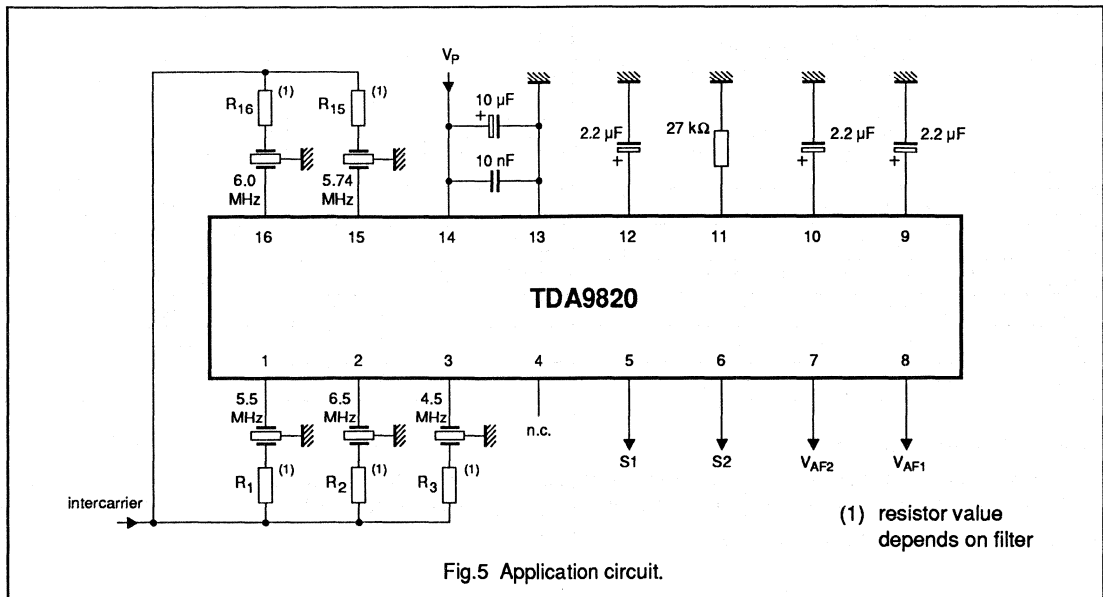 V_P
(1) (1)
R16 R15
10 µF
+
10 nF
2.2 µF
+
27 kΩ
2.2 µF
+
2.2 µF
+
6.0 MHz
5.74 MHz
16 15 14 13 12 11 10 9
TDA9820
1 2 3 4 5 6 7 8
5.5 MHz
6.5 MHz
4.5 MHz
n.c.
S1 S2 VAF2 VAF1
R1 (1) R2 (1) R3 (1)
intercarrier
(1) resistor value
depends on filter
Fig.5 Application circuit.